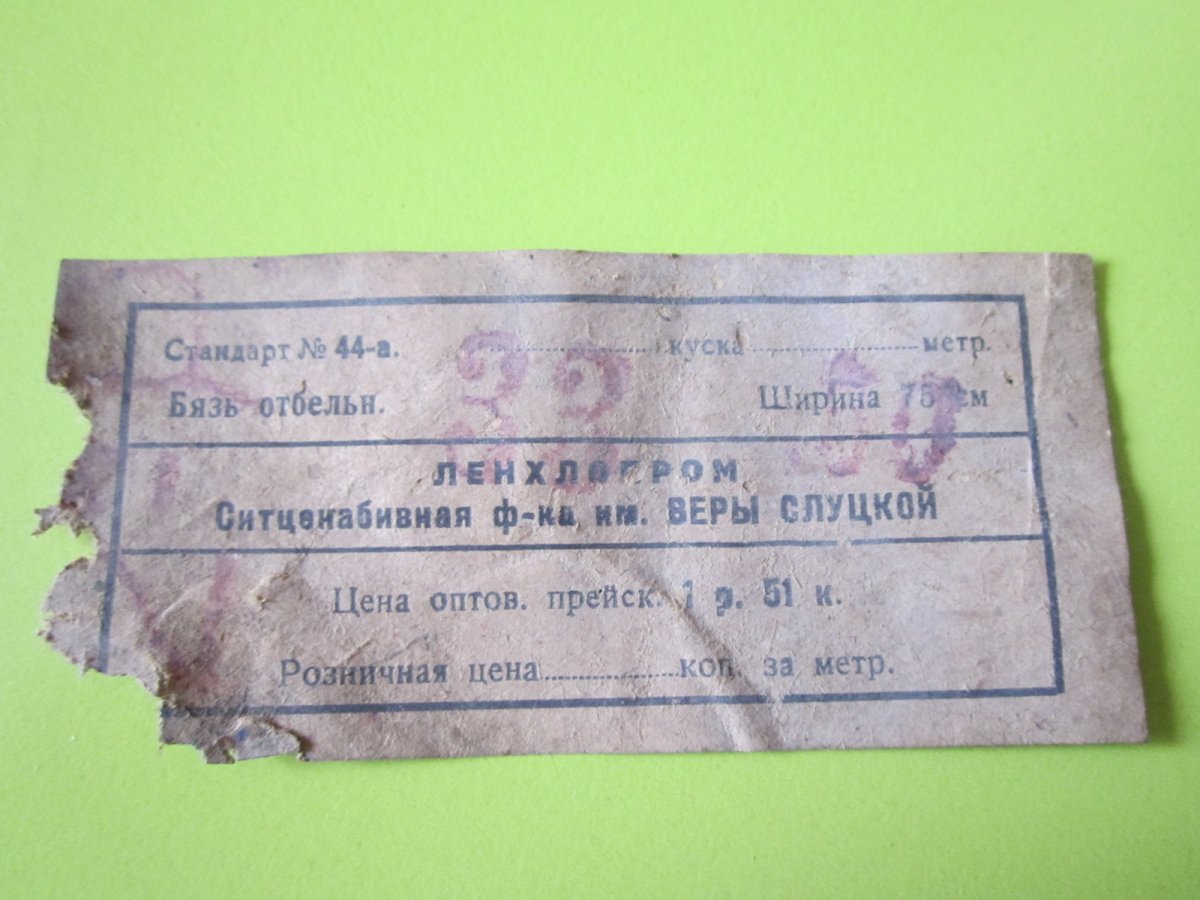 Стандарт № 44-а. куска метр.
Бязь отбельн. Ширина 75 см
ЛЕНХЛОПРОМ
Ситценабивная ф-ка им. ВЕРЫ СЛУЦКОЙ
Цена оптов. прейск. 1 р. 51 к.
Розничная цена..........коп. за метр.